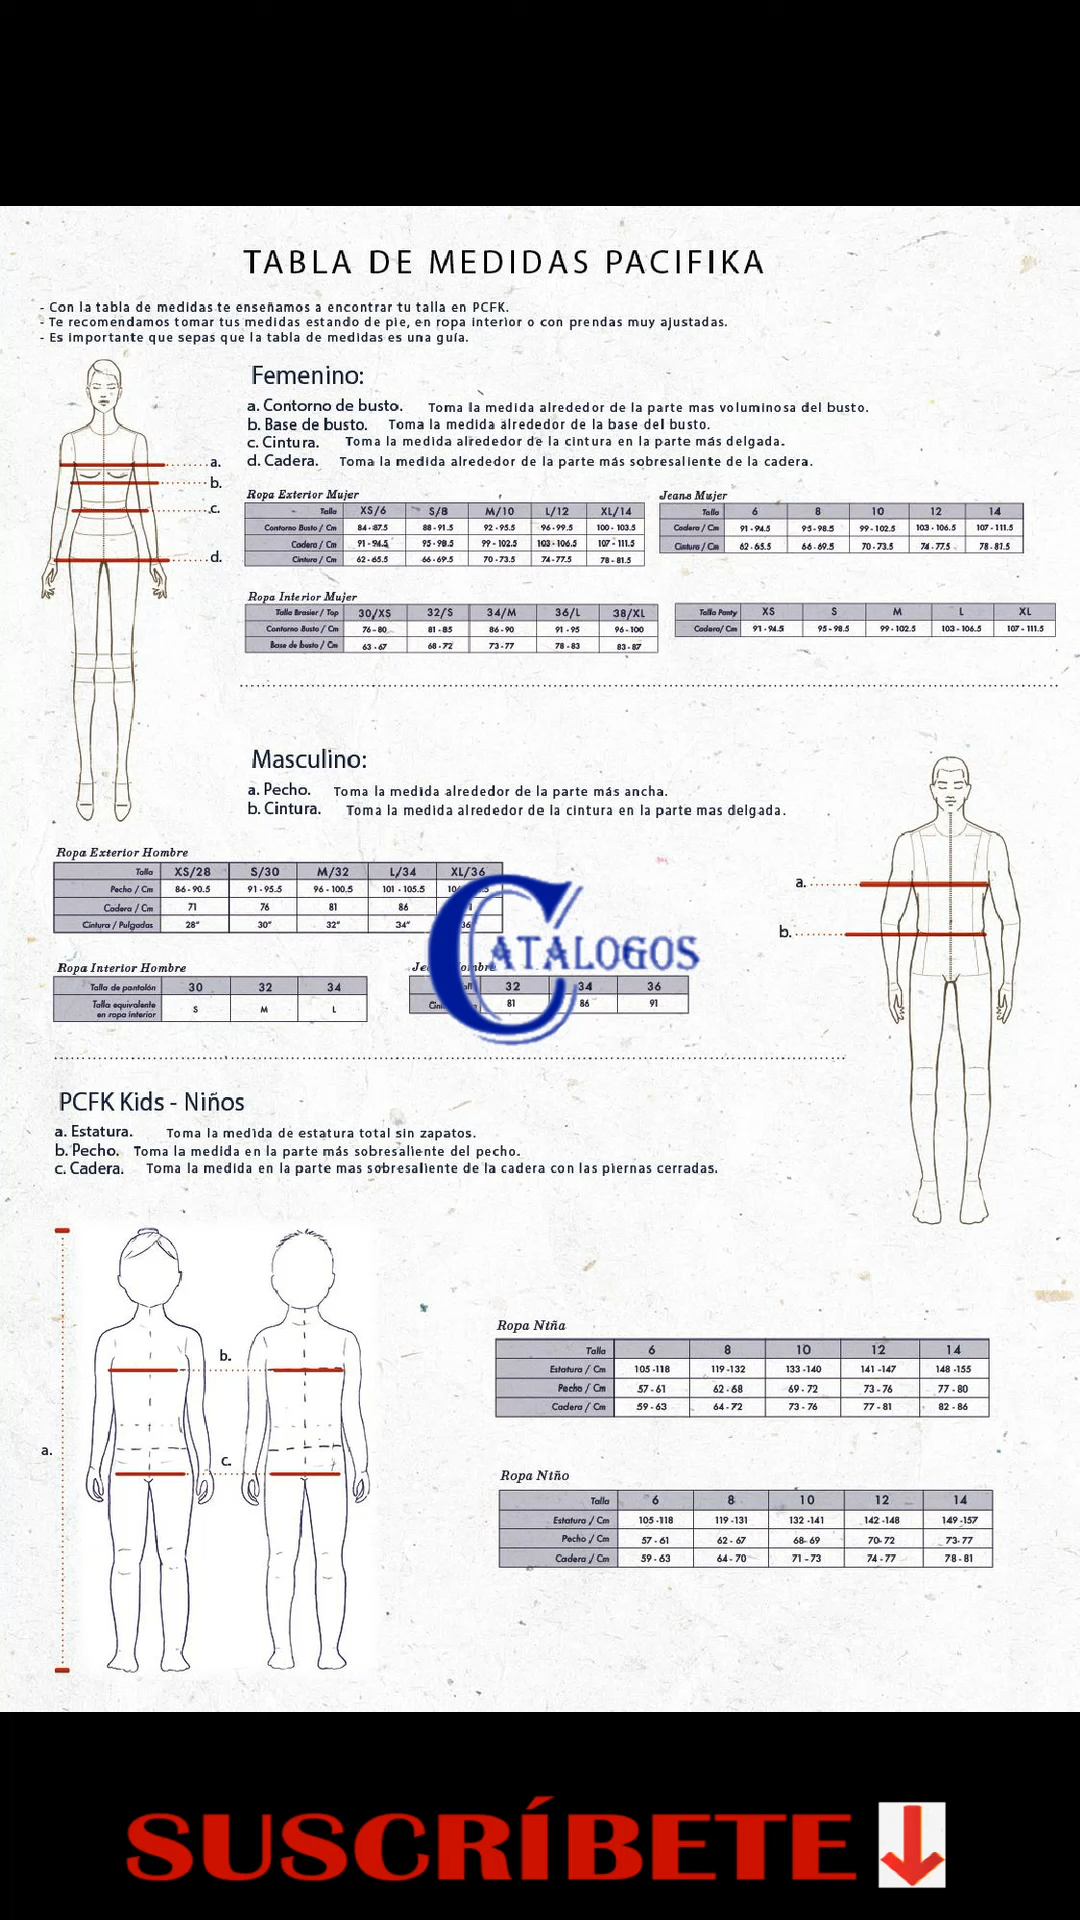 TABLA DE MEDIDAS PACIFIKA
- Con la tabla de medidas te enseñamos a encontrar tu talla en PCFK.
- Te recomendamos tomar tus medidas estando de pie, en ropa interior o con prendas muy ajustadas.
- Es importante que sepas que la tabla de medidas es una guía.
Femenino:
a. Contorno de busto. Toma la medida alrededor de la parte mas voluminosa del busto.
b. Base de busto. Toma la medida alrededor de la base del busto.
c. Cintura. Toma la medida alrededor de la cintura en la parte más delgada.
d. Cadera. Toma la medida alrededor de la parte más sobresaliente de la cadera.
a.
b.
c.
d.
Ropa Exterior Mujer
Talla XS/6 S/8 M/10 L/12 XL/14
Contorno Busto / Cm 84-87.5 88-91.5 92-95.5 96-99.5 100-103.5
Cadera / Cm 91-94.5 95-98.5 99-102.5 103-106.5 107-111.5
Cintura / Cm 62-65.5 66-69.5 70-73.5 74-77.5 78-81.5
Jeans Mujer
Talla 6 8 10 12 14
Cadera / Cm 91-94.5 95-98.5 99-102.5 103-106.5 107-111.5
Cintura / Cm 62-65.5 66-69.5 70-73.5 74-77.5 78-81.5
Ropa Interior Mujer
Talla Brasier / Top 30/XS 32/S 34/M 36/L 38/XL
Contorno Busto / Cm 76-80 81-85 86-90 91-95 96-100
Base de busto / Cm 63-67 68-72 73-77 78-83 83-87
Talla Panty XS S M L XL
Cadera/ Cm 91-94.5 95-98.5 99-102.5 103-106.5 107-111.5
Masculino:
a. Pecho. Toma la medida alrededor de la parte más ancha.
b. Cintura. Toma la medida alrededor de la cintura en la parte mas delgada.
a.
b.
Ropa Exterior Hombre
Talla XS/28 S/30 M/32 L/34 XL/36
Pecho / Cm 86-90.5 91-95.5 96-100.5 101-105.5
Cadera / Cm 71 76 81 86
Cintura / Pulgadas 28" 30" 32" 34" 36
CATALOGOS
Ropa Interior Hombre
Talla de pantalón 30 32 34
Talla equivalente
en ropa interior S M L
Hombre
32 34 36
81 86 91
PCFK Kids - Niños
a. Estatura. Toma la medida de estatura total sin zapatos.
b. Pecho. Toma la medida en la parte más sobresaliente del pecho.
c. Cadera. Toma la medida en la parte mas sobresaliente de la cadera con las piernas cerradas.
a.
b.
c.
Ropa Niña
Talla 6 8 10 12 14
Estatura / Cm 105-118 119-132 133-140 141-147 148-155
Pecho / Cm 57-61 62-68 69-72 73-76 77-80
Cadera / Cm 59-63 64-72 73-76 77-81 82-86
Ropa Niño
Talla 6 8 10 12 14
Estatura / Cm 105-118 119-131 132-141 142-148 149-157
Pecho / Cm 57-61 62-67 68-69 70-72 73-77
Cadera / Cm 59-63 64-70 71-73 74-77 78-81
SUSCRÍBETE